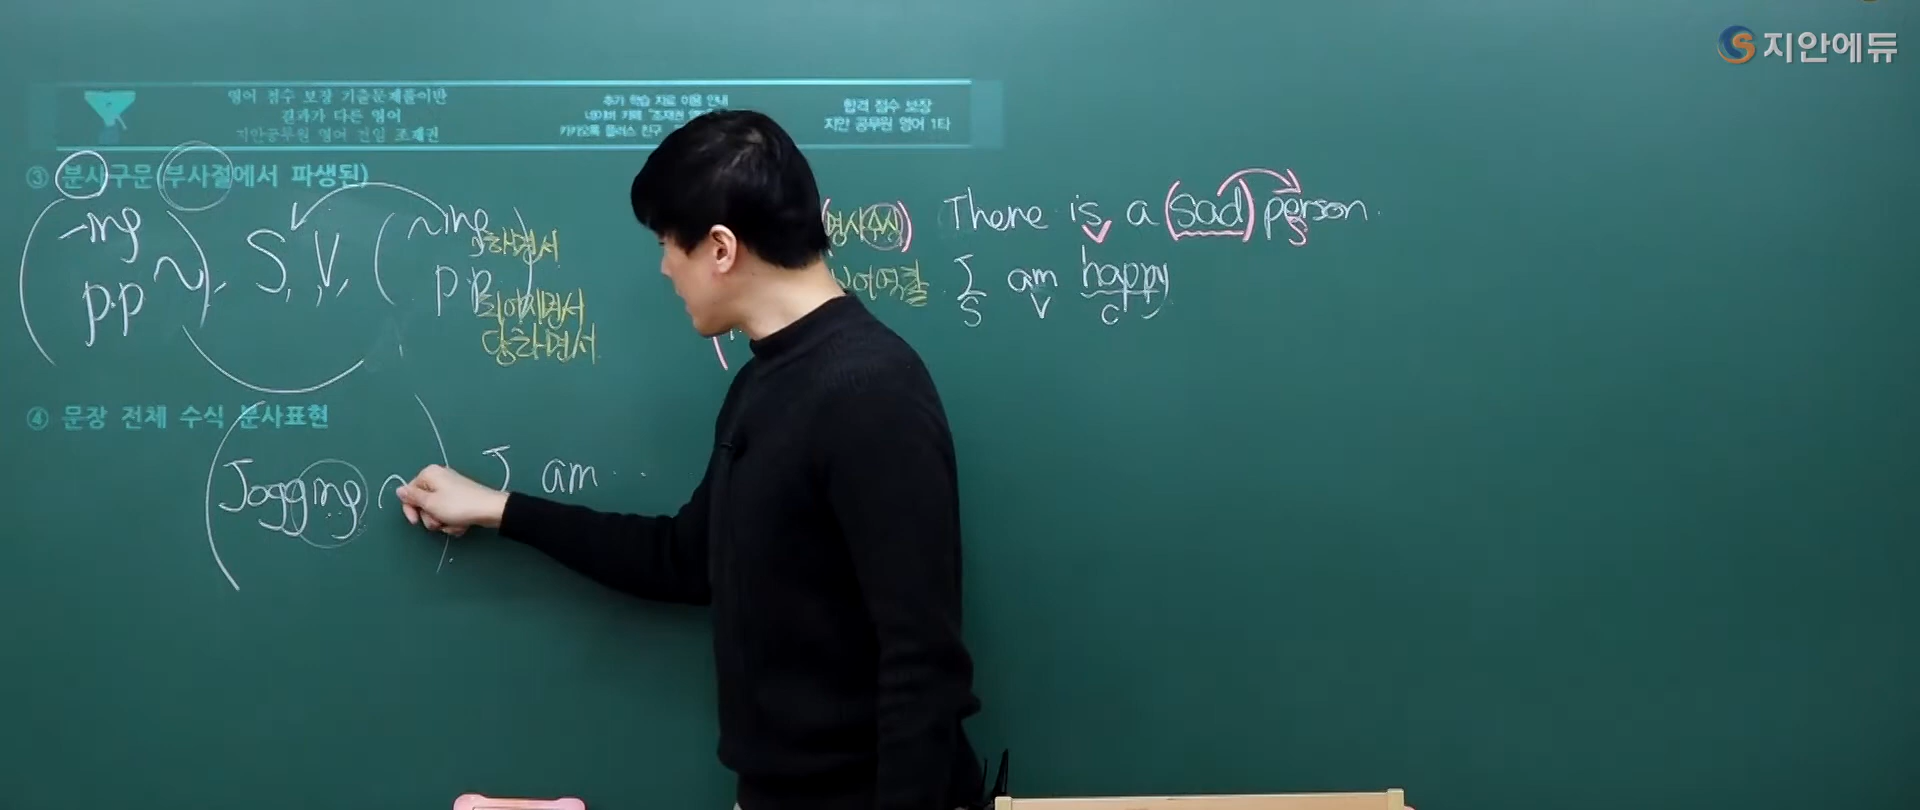 지안에듀
영어 점수 보장 기출문제풀이만
결과가 다른 영어
지안공무원 영어 전임 조재권
추가 학습 자료 이용 안내
네이버 카페 "조재권
카카오톡 플러스 친구
합격 점수 보장
지안 공무원 영어 1타
③ 분사구문(부사절에서 파생된)
(~ing
p.p ~), S, V, (~ing
p.p
하면서
되어지면서
당하면서
(명사수식) There is a (sad) person.
V S
I am happy
S V C
④ 문장 전체 수식 분사표현
(Jogging ~) I am ..